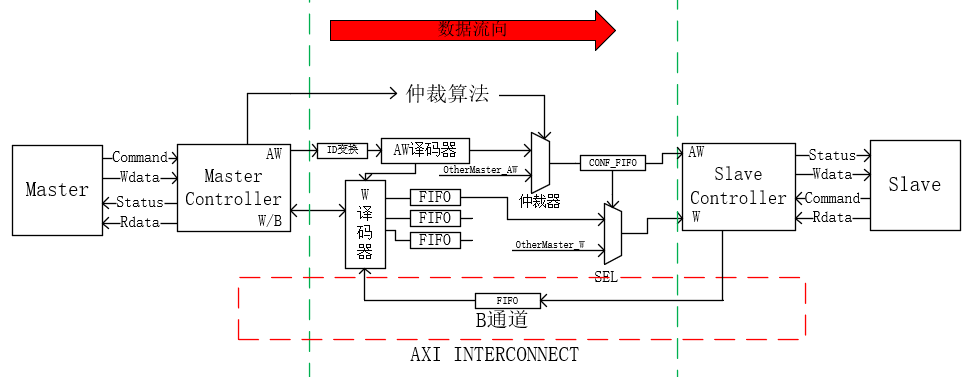 数据流向
仲裁算法
Master
Command
Wdata
Status
Rdata
AW
Master
Controller
W/B
ID变换
AW译码器
OtherMaster_AW
仲裁器
CONF_FIFO
W
译
码
器
FIFO
FIFO
FIFO
OtherMaster_W
SEL
AW
Slave
Controller
W
Status
Wdata
Command
Rdata
Slave
FIFO
B通道
AXI INTERCONNECT